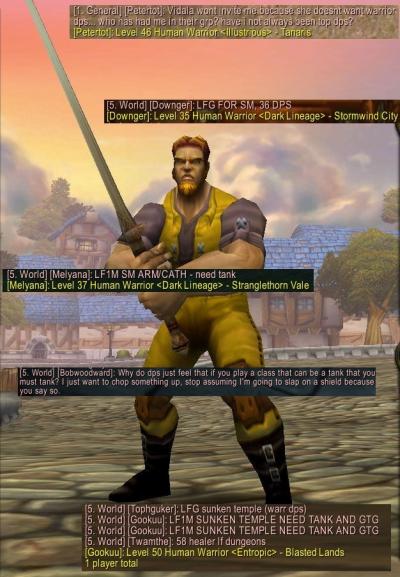 [1. General] [Petertot]: Vidala wont invite me because she doesnt want warrior
dps... who has had me in their grp? have i not always been top dps?
[Petertot]: Level 46 Human Warrior <Illustrious> - Tanaris
[5. World] [Downger]: LFG FOR SM, 36 DPS
[Downger]: Level 35 Human Warrior <Dark Lineage> - Stormwind City
[5. World] [Melyana]: LF1M SM ARM/CATH - need tank
[Melyana]: Level 37 Human Warrior <Dark Lineage> - Stranglethorn Vale
[5. World] [Bobwoodward]: Why do dps just feel that if you play a class that can be a tank that you
must tank? I just want to chop something up, stop assuming I'm going to slap on a shield because
you say so.
[5. World] [Tophguker]: LFG sunken temple (warr dps)
[5. World] [Gookuu]: LF1M SUNKEN TEMPLE NEED TANK AND GTG
[5. World] [Gookuu]: LF1M SUNKEN TEMPLE NEED TANK AND GTG
[5. World] [Twamthe]: 58 healer lf dungeons
[Gookuu]: Level 50 Human Warrior <Entropic> - Blasted Lands
1 player total